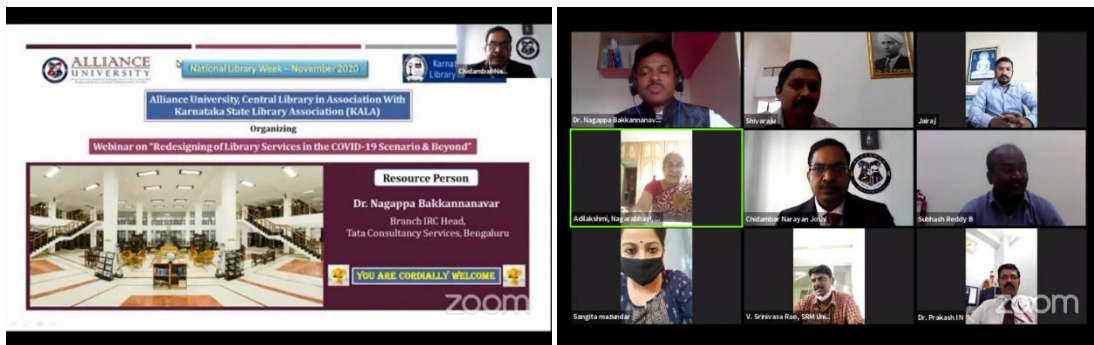 ALLIANCE
UNIVERSITY
National Library Week – November 2020
Karna
Library
Chidambar Na...
Alliance University, Central Library in Association With
Karnataka State Library Association (KALA)
Organizing
Webinar on "Redesigning of Library Services in the COVID-19 Scenario & Beyond"
Resource Person
Dr. Nagappa Bakkannanavar
Branch IRC Head,
Tata Consultancy Services, Bengaluru
YOU ARE CORDIALLY WELCOME
zoom
Dr. Nagappa Bakkannanav...
Shivaraju
Jairaj
Adilakshmi, Nagarabhavi, ...
Chidambar Narayan Joshi
Subhash Reddy B
Sangita mazundar
V. Srinivasa Rao, SRM Uni...
Dr. Prakash I N
zoom